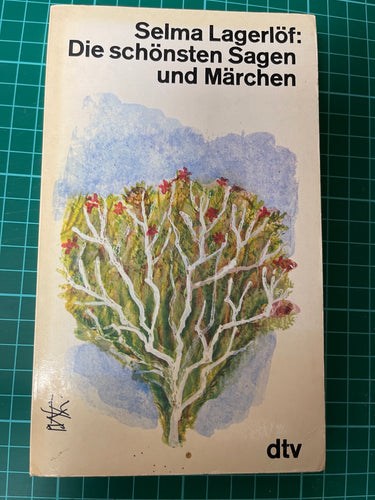 Selma Lagerlöf:
Die schönsten Sagen
und Märchen
dtv